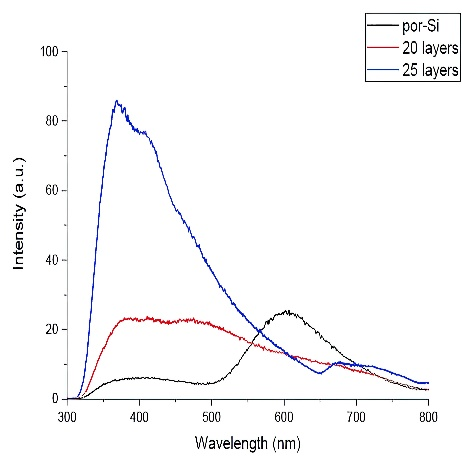 por-Si
20 layers
25 layers
100
80
60
40
20
0
Intensity (a.u.)
300 400 500 600 700 800
Wavelength (nm)